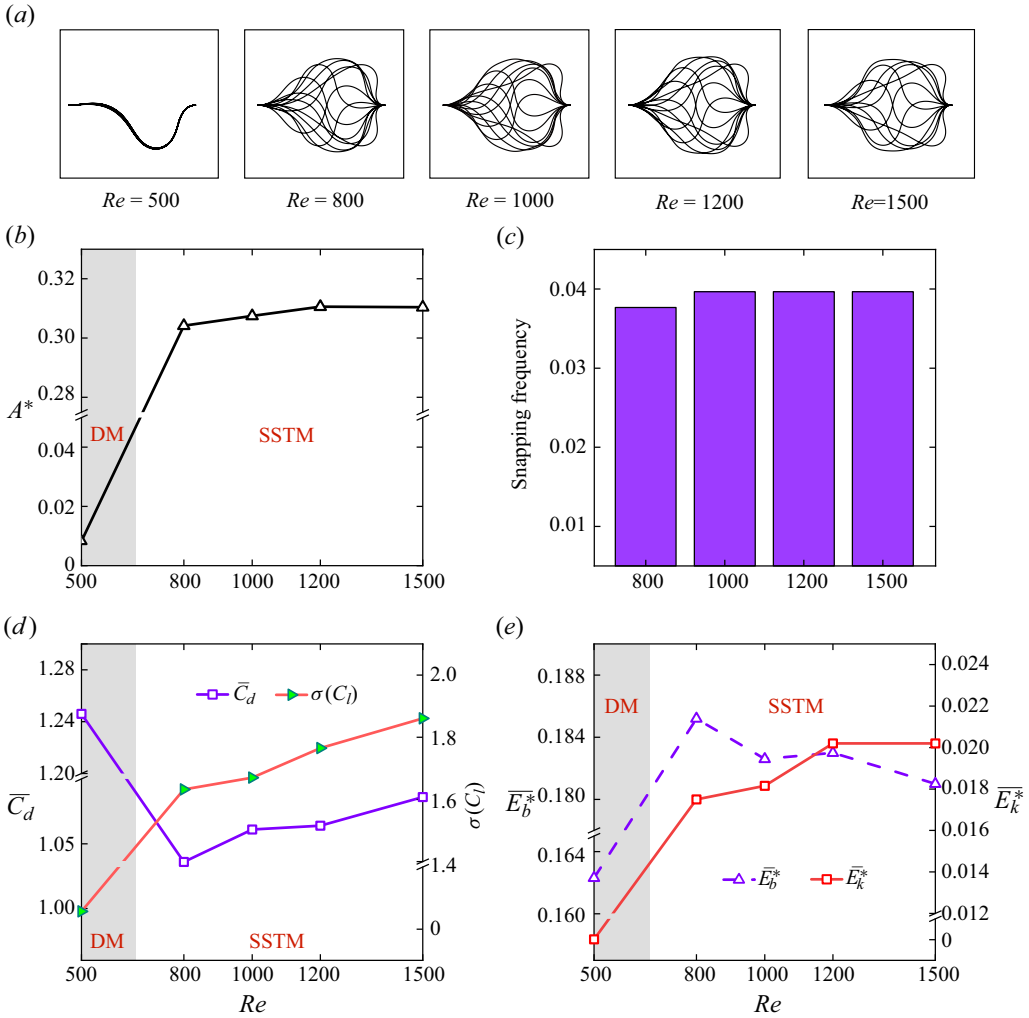 (a)
Re = 500
Re = 800
Re = 1000
Re = 1200
Re=1500
(b)
0.32
0.30
0.28
A*
DM
SSTM
0.04
0.02
0
500 800 1000 1200 1500
(c)
0.04
0.03
0.02
0.01
Snapping frequency
800 1000 1200 1500
(d)
1.28
1.24
1.20
1.05
1.00
C̅d
C̅d σ(Cl)
2.0
1.8
1.6
1.4
0
σ(Cl)
DM SSTM
500 800 1000 1200 1500
Re
(e)
0.188
0.184
0.180
0.164
0.160
E̅b*
DM SSTM
E̅b* E̅k*
0.024
0.022
0.020
0.018
0.016
0.014
0.012
0
E̅k*
500 800 1000 1200 1500
Re